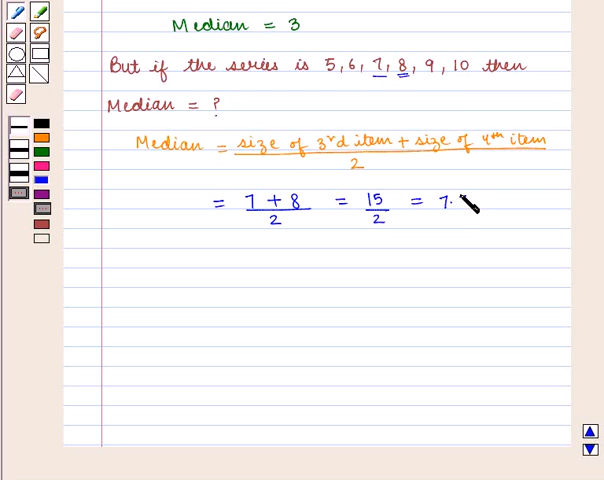 Median = 3
But if the series is 5, 6, 7, 8, 9, 10 then
Median = ?
Median = size of 3rd item + size of 4th item
2
= 7 + 8 = 15 = 7.
2 2